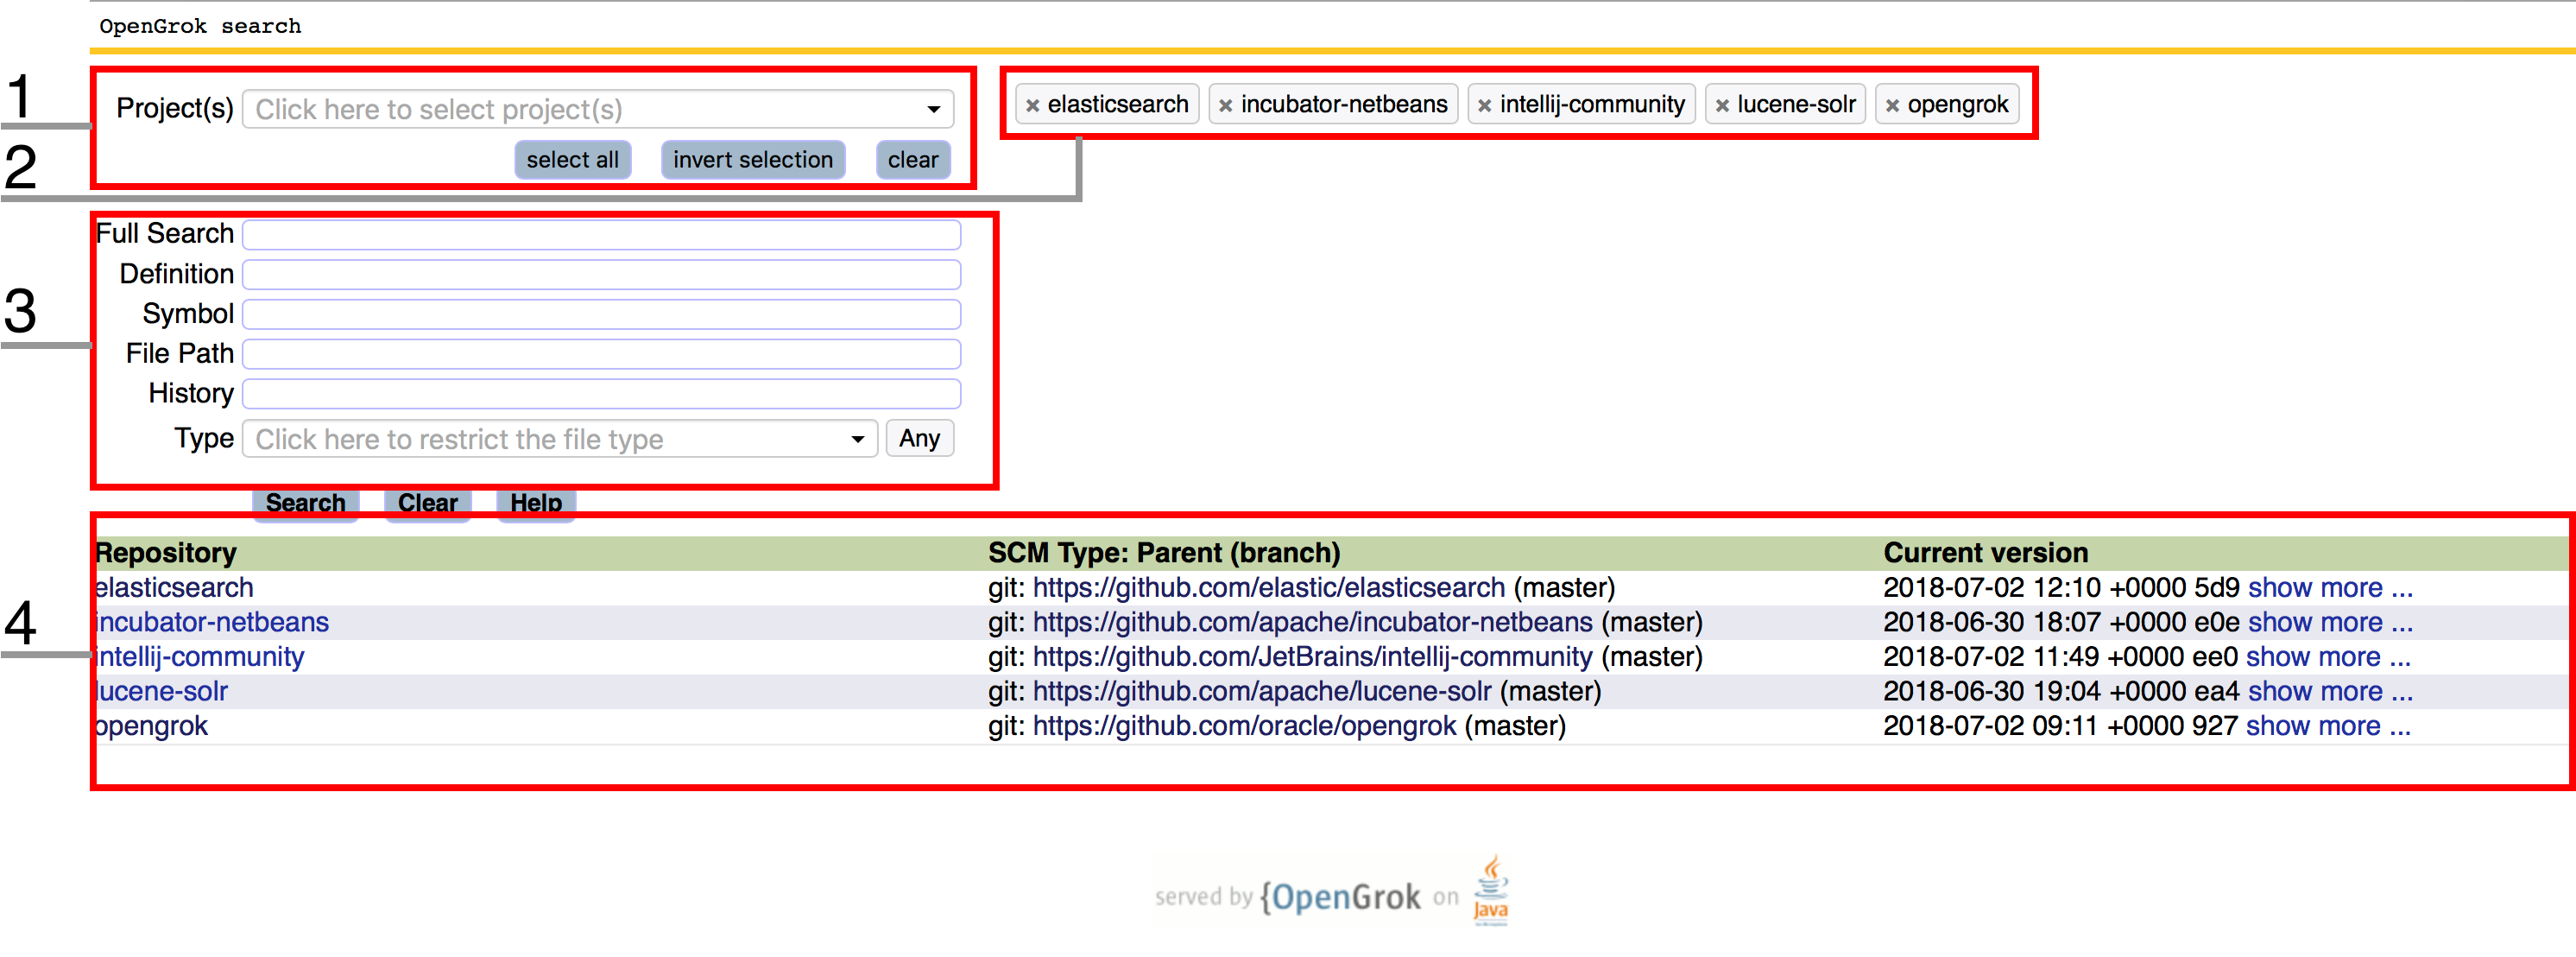 OpenGrok search
1
Project(s) Click here to select project(s)
elasticsearch incubator-netbeans intellij-community lucene-solr opengrok
select all invert selection clear
2
Full Search
Definition
Symbol
3
File Path
History
Type Click here to restrict the file type Any
Search Clear Help
Repository SCM Type: Parent (branch) Current version
elasticsearch git: https://github.com/elastic/elasticsearch (master) 2018-07-02 12:10 +0000 5d9 show more ...
4
incubator-netbeans git: https://github.com/apache/incubator-netbeans (master) 2018-06-30 18:07 +0000 e0e show more ...
intellij-community git: https://github.com/JetBrains/intellij-community (master) 2018-07-02 11:49 +0000 ee0 show more ...
lucene-solr git: https://github.com/apache/lucene-solr (master) 2018-06-30 19:04 +0000 ea4 show more ...
opengrok git: https://github.com/oracle/opengrok (master) 2018-07-02 09:11 +0000 927 show more ...
served by {OpenGrok on Java